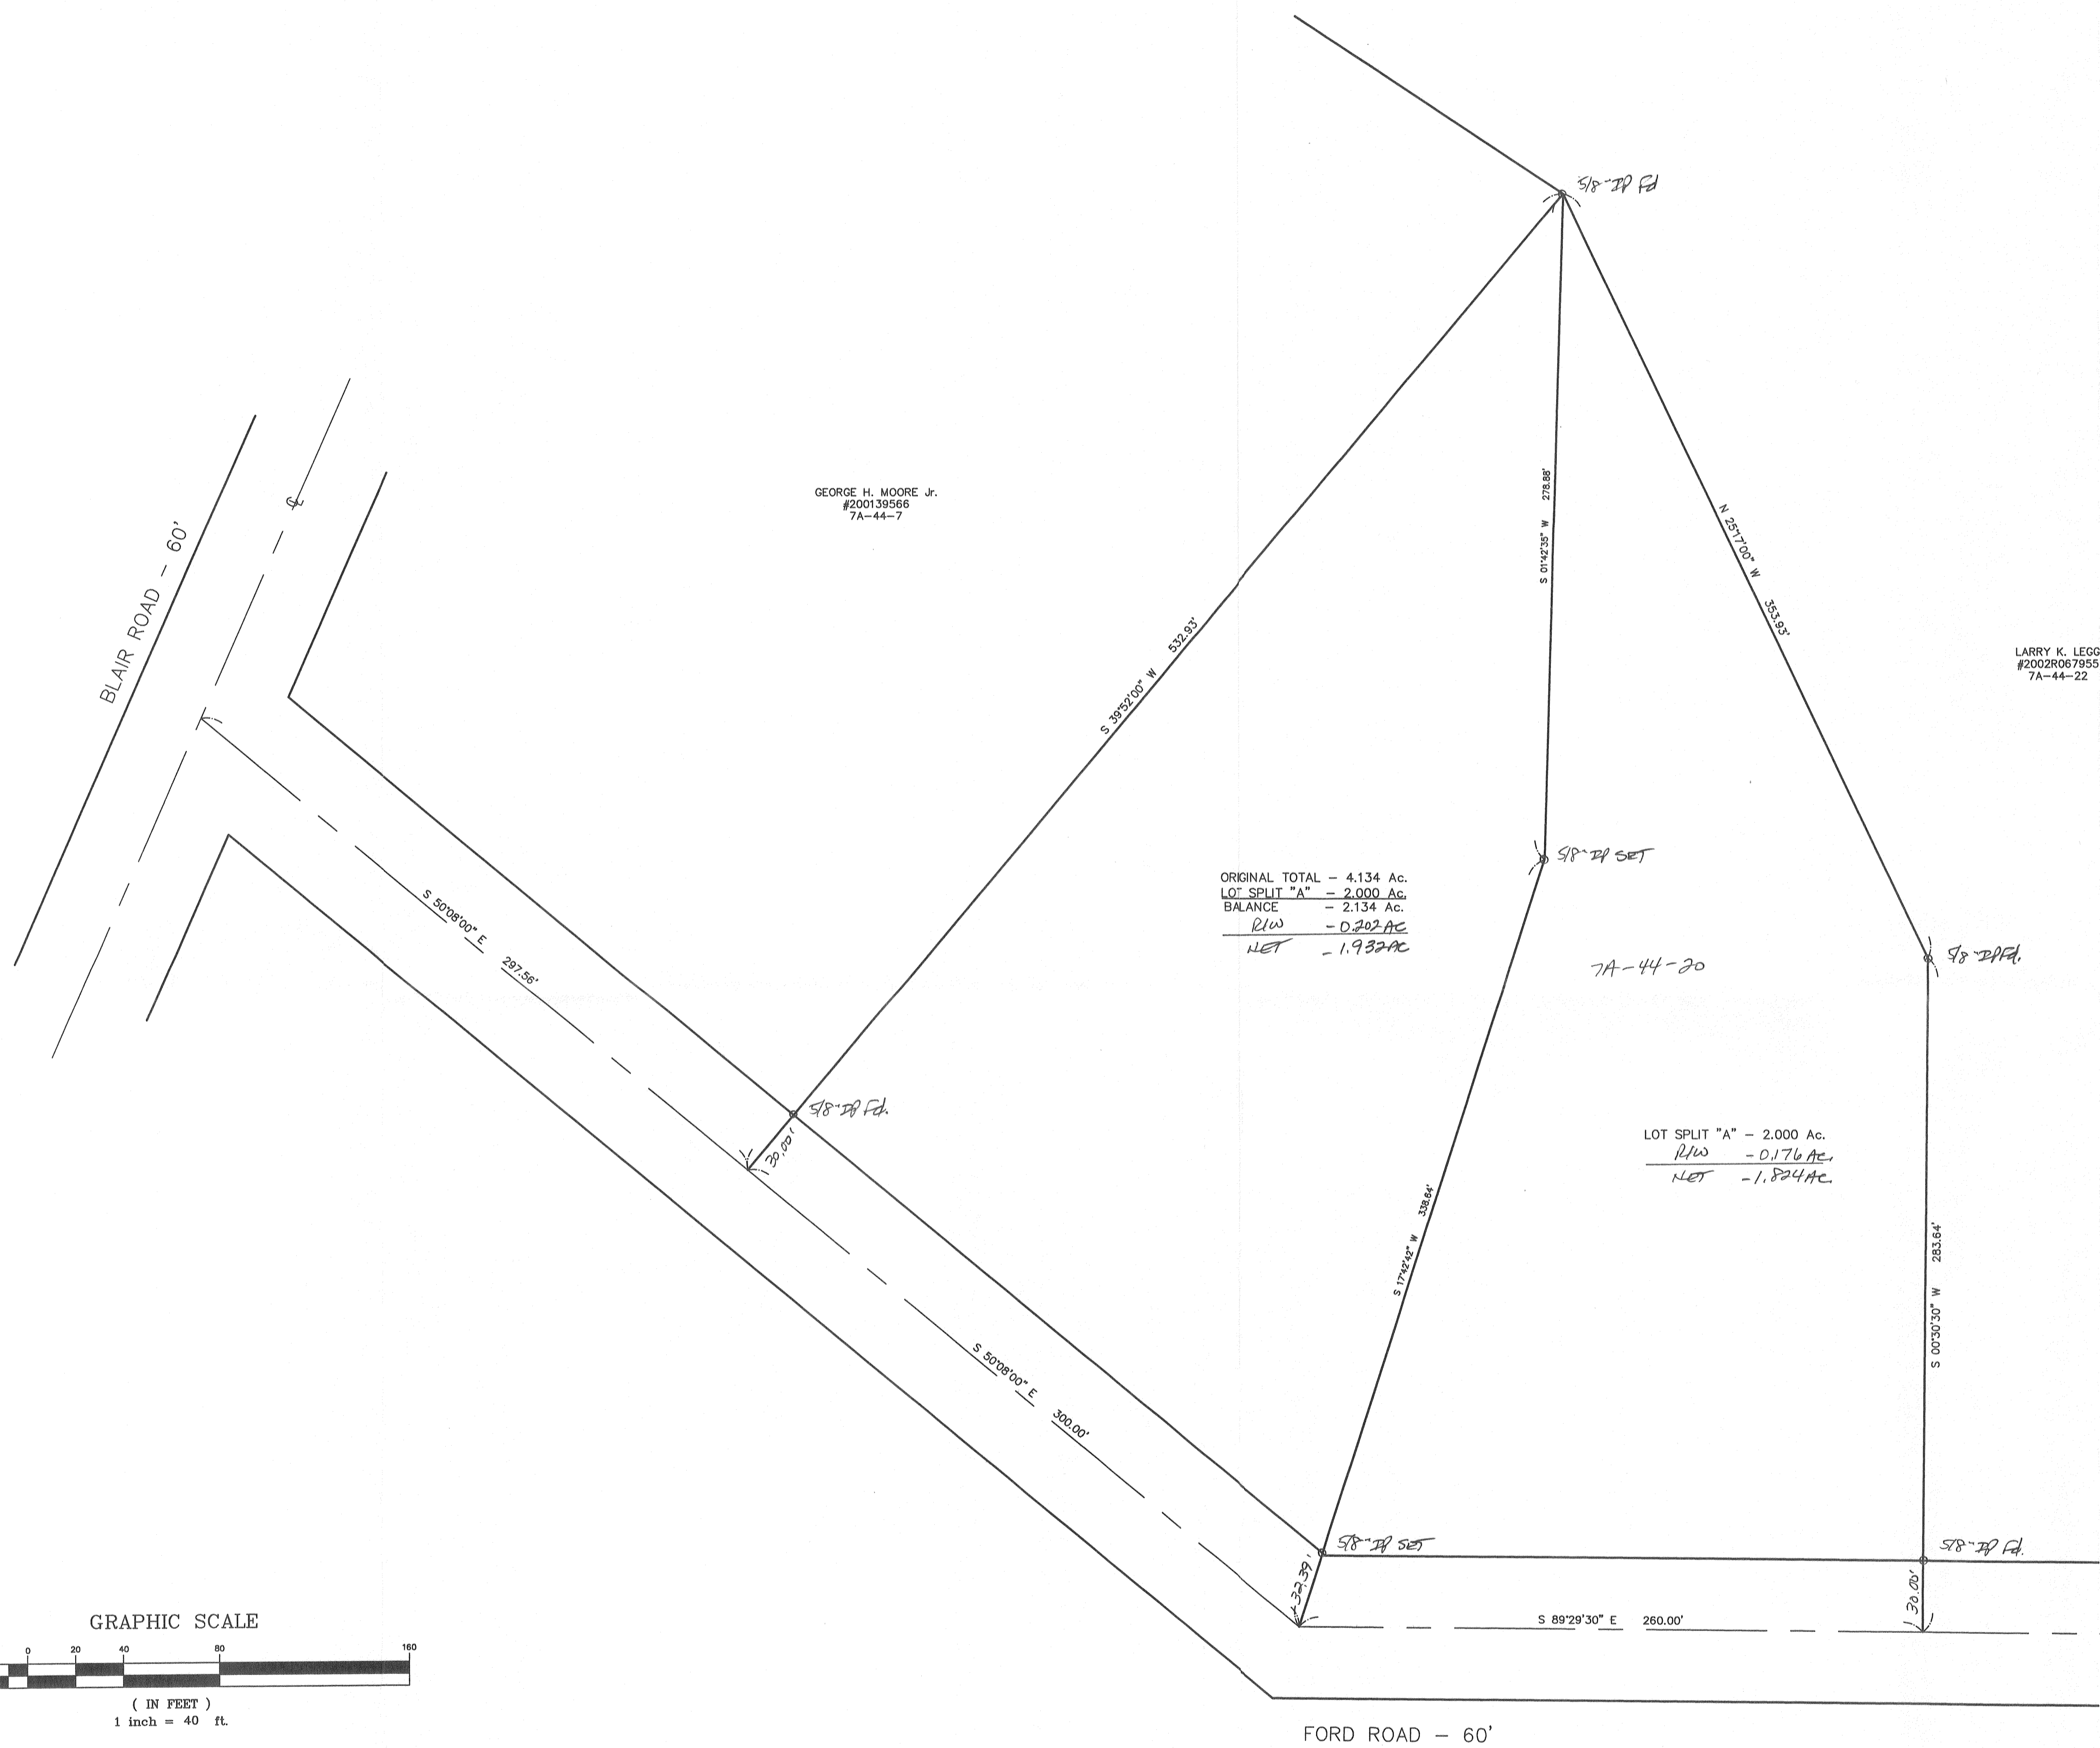 5/8" IP Fd
GEORGE H. MOORE Jr.
#200139566
7A-44-7
BLAIR ROAD - 60'
S 39°52'00" W 532.93'
S 01°42'35" W 278.88'
N 25°17'00" W 353.93'
LARRY K. LEGG
#2002R067955
7A-44-22
5/8" IP SET
ORIGINAL TOTAL - 4.134 Ac.
LOT SPLIT "A" - 2.000 Ac.
BALANCE - 2.134 Ac.
R/W - 0.202 AC
NET - 1.932 AC
7A-44-20
5/8" IP Fd.
S 50°08'00" E 297.56'
5/8" IP Fd.
30.00'
LOT SPLIT "A" - 2.000 Ac.
R/W - 0.176 Ac.
NET - 1.824 AC.
S 17°42'42" W 338.64'
S 00°30'30" W 283.64'
S 50°08'00" E 300.00'
5/8" IP SET
5/8" IP Fd.
32.39'
30.00'
S 89°29'30" E 260.00'
GRAPHIC SCALE
0 20 40 80 160
( IN FEET )
1 inch = 40 ft.
FORD ROAD - 60'